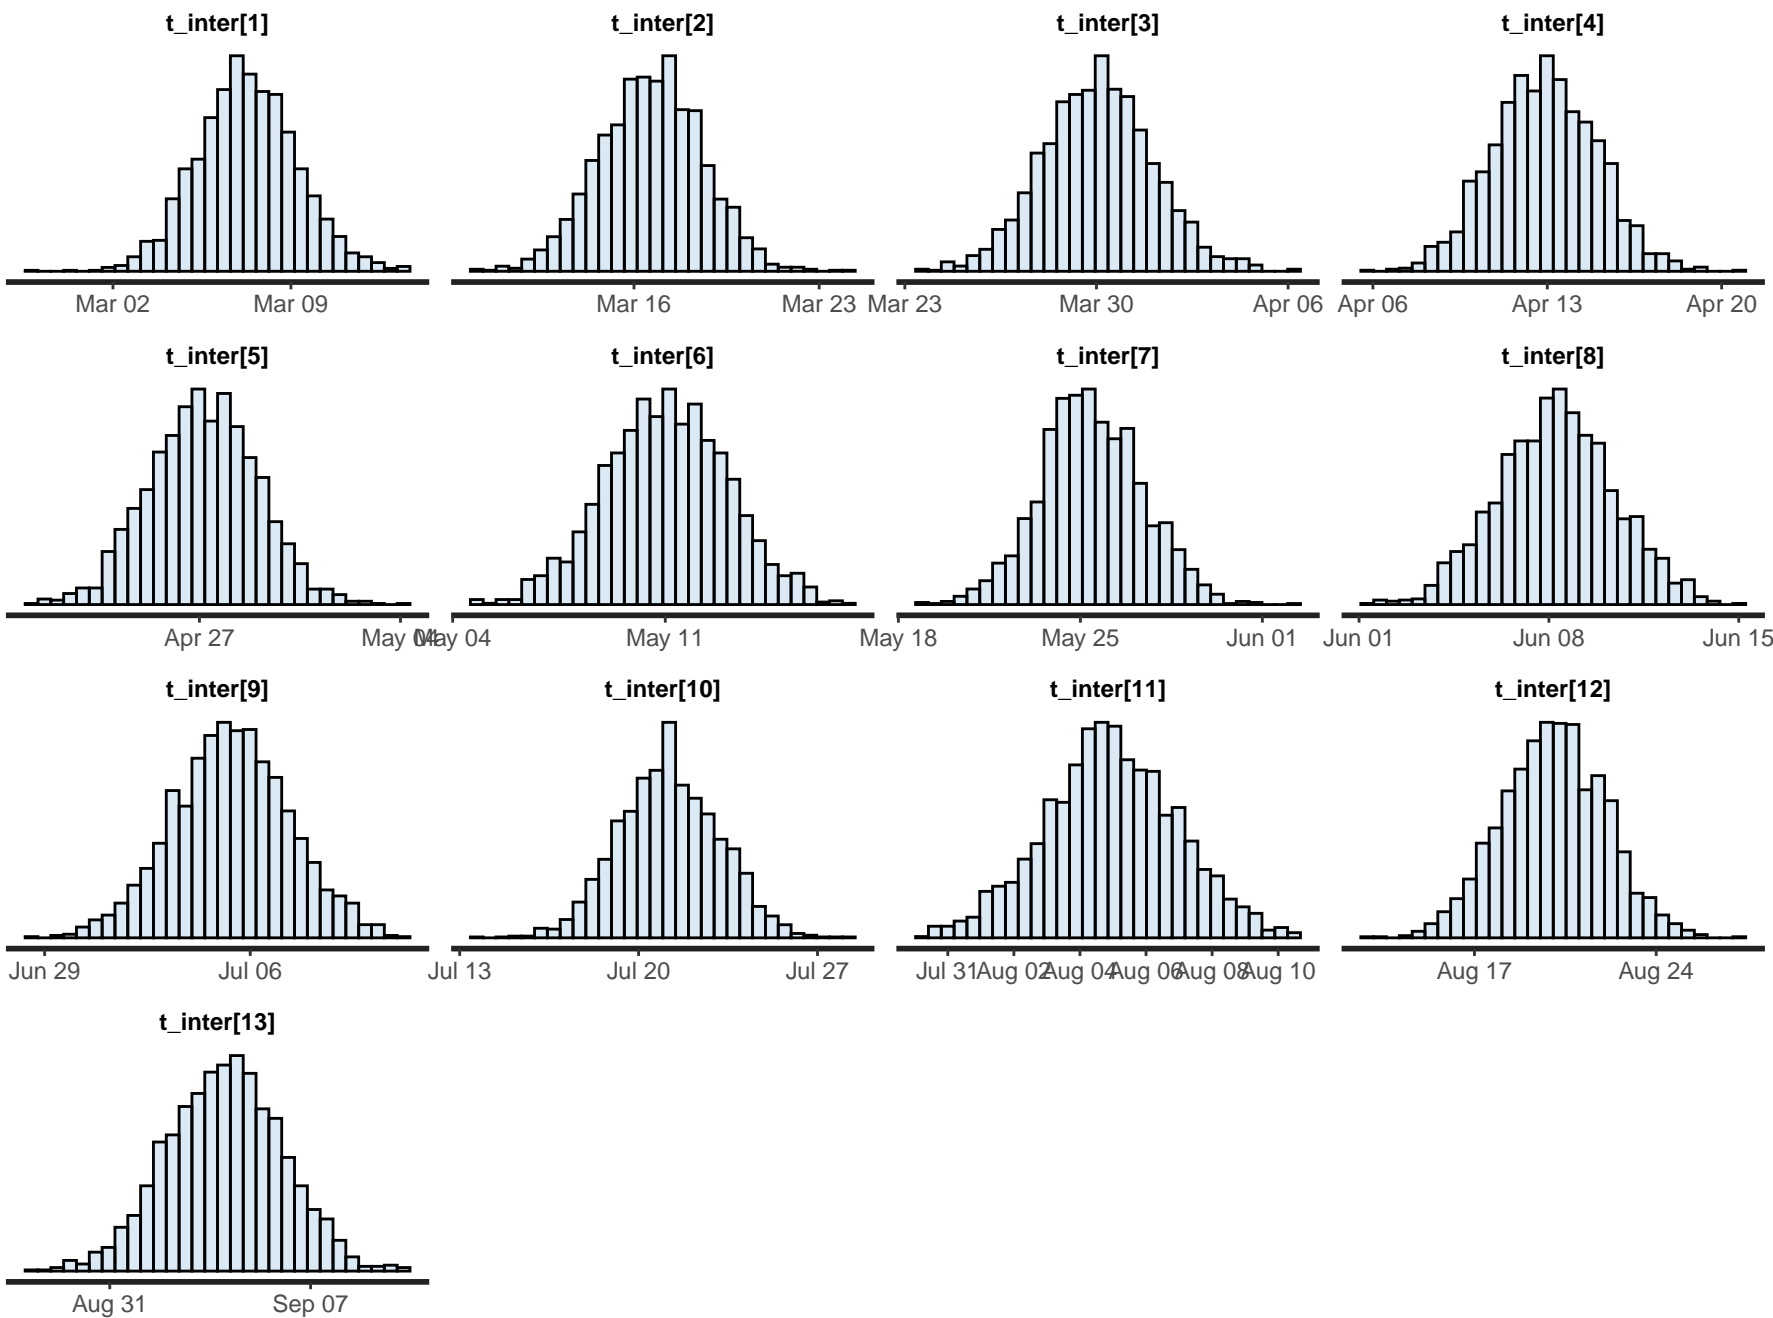 t_inter[1] t_inter[2] t_inter[3] t_inter[4]
Mar 02 Mar 09 Mar 16 Mar 23 Mar 23 Mar 30 Apr 06 Apr 06 Apr 13 Apr 20
t_inter[5] t_inter[6] t_inter[7] t_inter[8]
Apr 27 May 04 May 04 May 11 May 18 May 25 Jun 01 Jun 01 Jun 08 Jun 15
t_inter[9] t_inter[10] t_inter[11] t_inter[12]
Jun 29 Jul 06 Jul 13 Jul 20 Jul 27 Jul 31 Aug 02 Aug 04 Aug 06 Aug 08 Aug 10 Aug 17 Aug 24
t_inter[13]
Aug 31 Sep 07